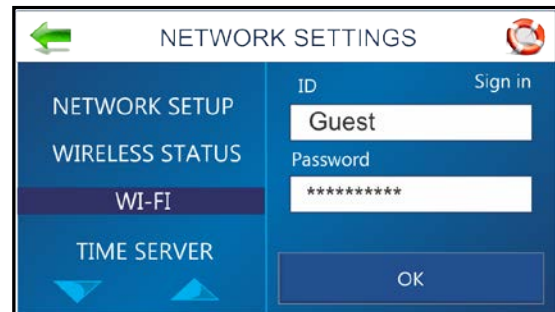 NETWORK SETTINGS
NETWORK SETUP
WIRELESS STATUS
WI-FI
TIME SERVER
ID Sign in
Guest
Password
**********
OK